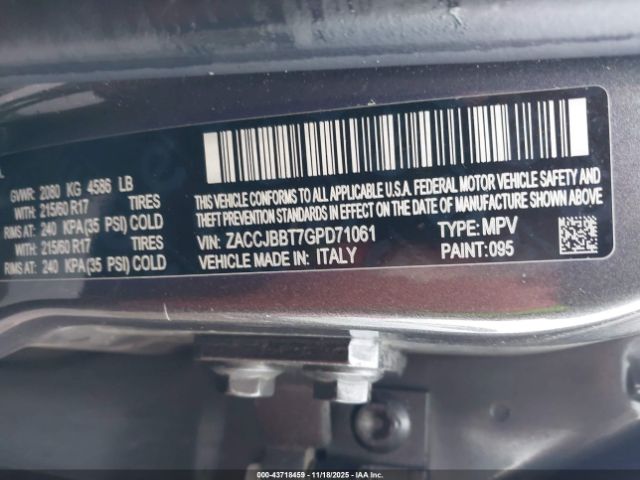 GVWR: 2080 KG 4586 LB
WITH 215/60 R17 TIRES
RIMS AT: 240 KPA(35 PSI) COLD
WITH 215/60 R17 TIRES
RIMS AT: 240 KPA(35 PSI) COLD
THIS VEHICLE CONFORMS TO ALL APPLICABLE U.S.A. FEDERAL MOTOR VEHICLE SAFETY AND
THEFT PREVENTION STANDARDS IN EFFECT ON THE DATE OF MANUFACTURE SHOWN ABOVE.
VIN: ZACCJBBT7GPD71061 TYPE: MPV
VEHICLE MADE IN: ITALY PAINT: 095
000-43718459 | 11/18/2025 - IAAI.com